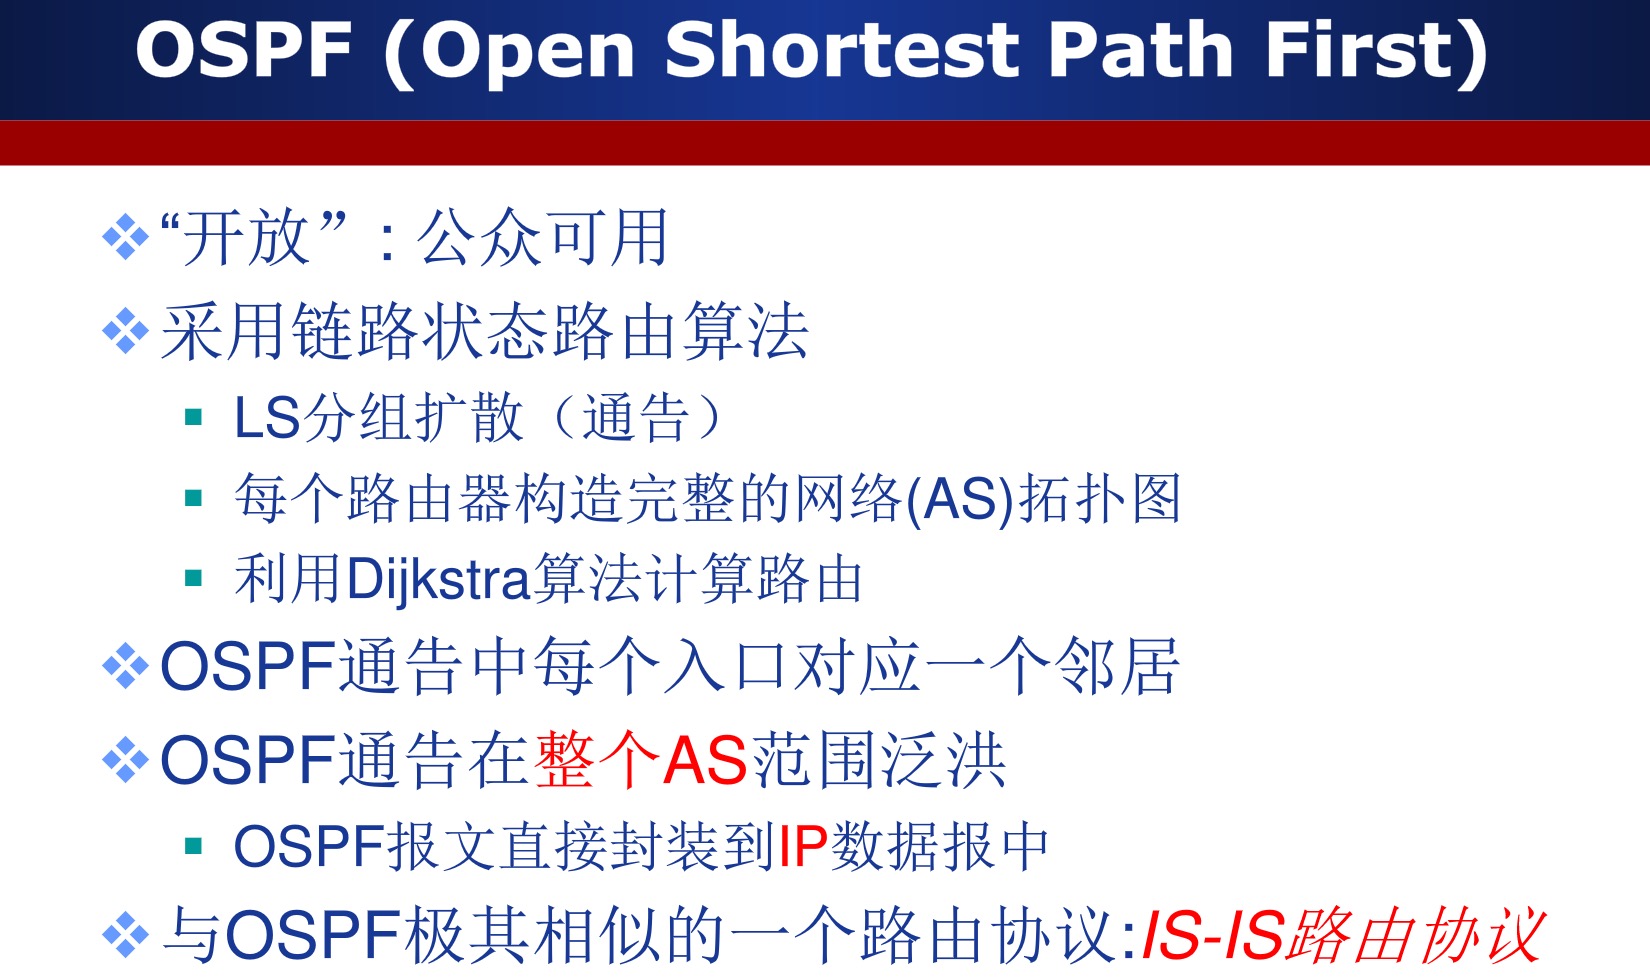 OSPF (Open Shortest Path First)
“开放”: 公众可用
采用链路状态路由算法
LS分组扩散（通告）
每个路由器构造完整的网络(AS)拓扑图
利用Dijkstra算法计算路由
OSPF通告中每个入口对应一个邻居
OSPF通告在整个AS范围泛洪
OSPF报文直接封装到IP数据报中
与OSPF极其相似的一个路由协议:IS-IS路由协议